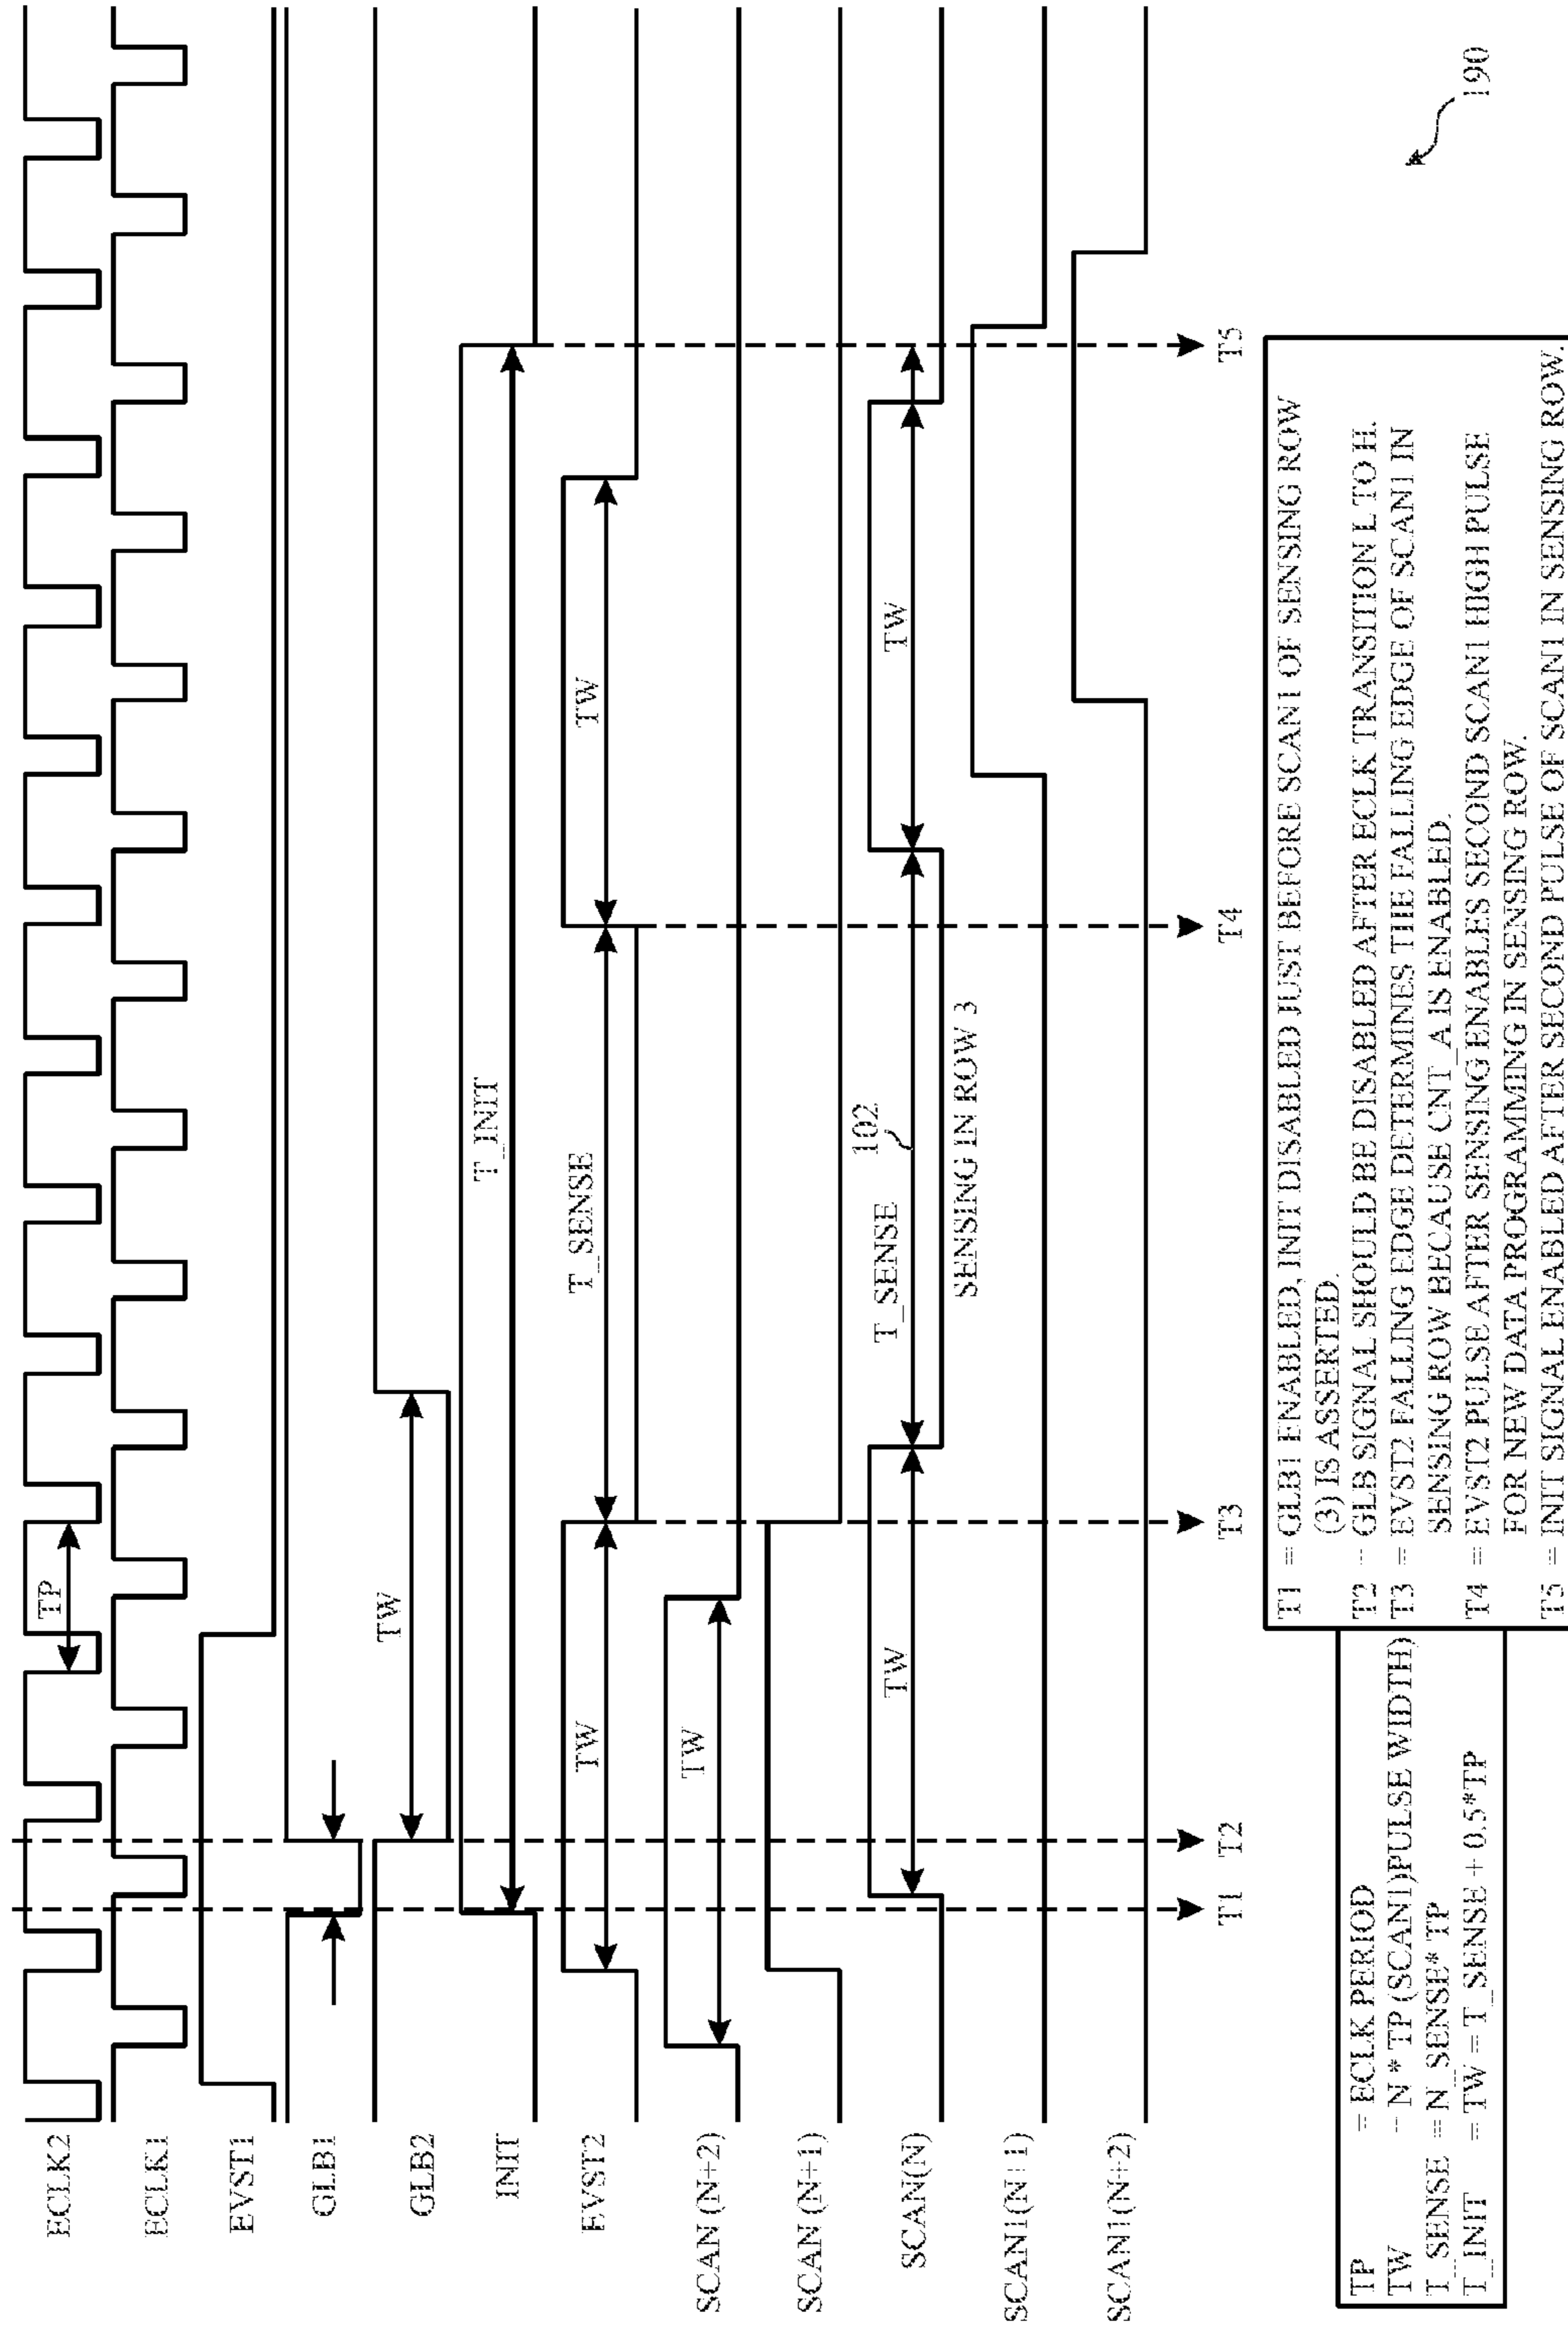 ECLK2
ECLK1
EVST1
GLB1
GLB2
INIT
EVST2
SCAN (N+2)
SCAN (N+1)
SCAN(N)
SCAN1(N+1)
SCAN1(N+2)
TP
TW
T_INIT
TW
T_SENSE
TW
TW
TW
T_SENSE
102
TW
SENSING IN ROW 3
T1
T2
T3
T4
T5
190
TP = ECLK PERIOD
TW = N * TP (SCAN1)PULSE WIDTH)
T_SENSE = N_SENSE* TP
T_INIT = TW = T_SENSE + 0.5*TP
T1 = GLB1 ENABLED, INIT DISABLED JUST BEFORE SCAN1 OF SENSING ROW
(3) IS ASSERTED.
T2 = GLB SIGNAL SHOULD BE DISABLED AFTER ECLK TRANSITION L TO H.
T3 = EVST2 FALLING EDGE DETERMINES THE FALLING EDGE OF SCAN1 IN
SENSING ROW BECAUSE CNT_A IS ENABLED.
T4 = EVST2 PULSE AFTER SENSING ENABLES SECOND SCAN1 HIGH PULSE
FOR NEW DATA PROGRAMMING IN SENSING ROW.
T5 = INIT SIGNAL ENABLED AFTER SECOND PULSE OF SCAN1 IN SENSING ROW.